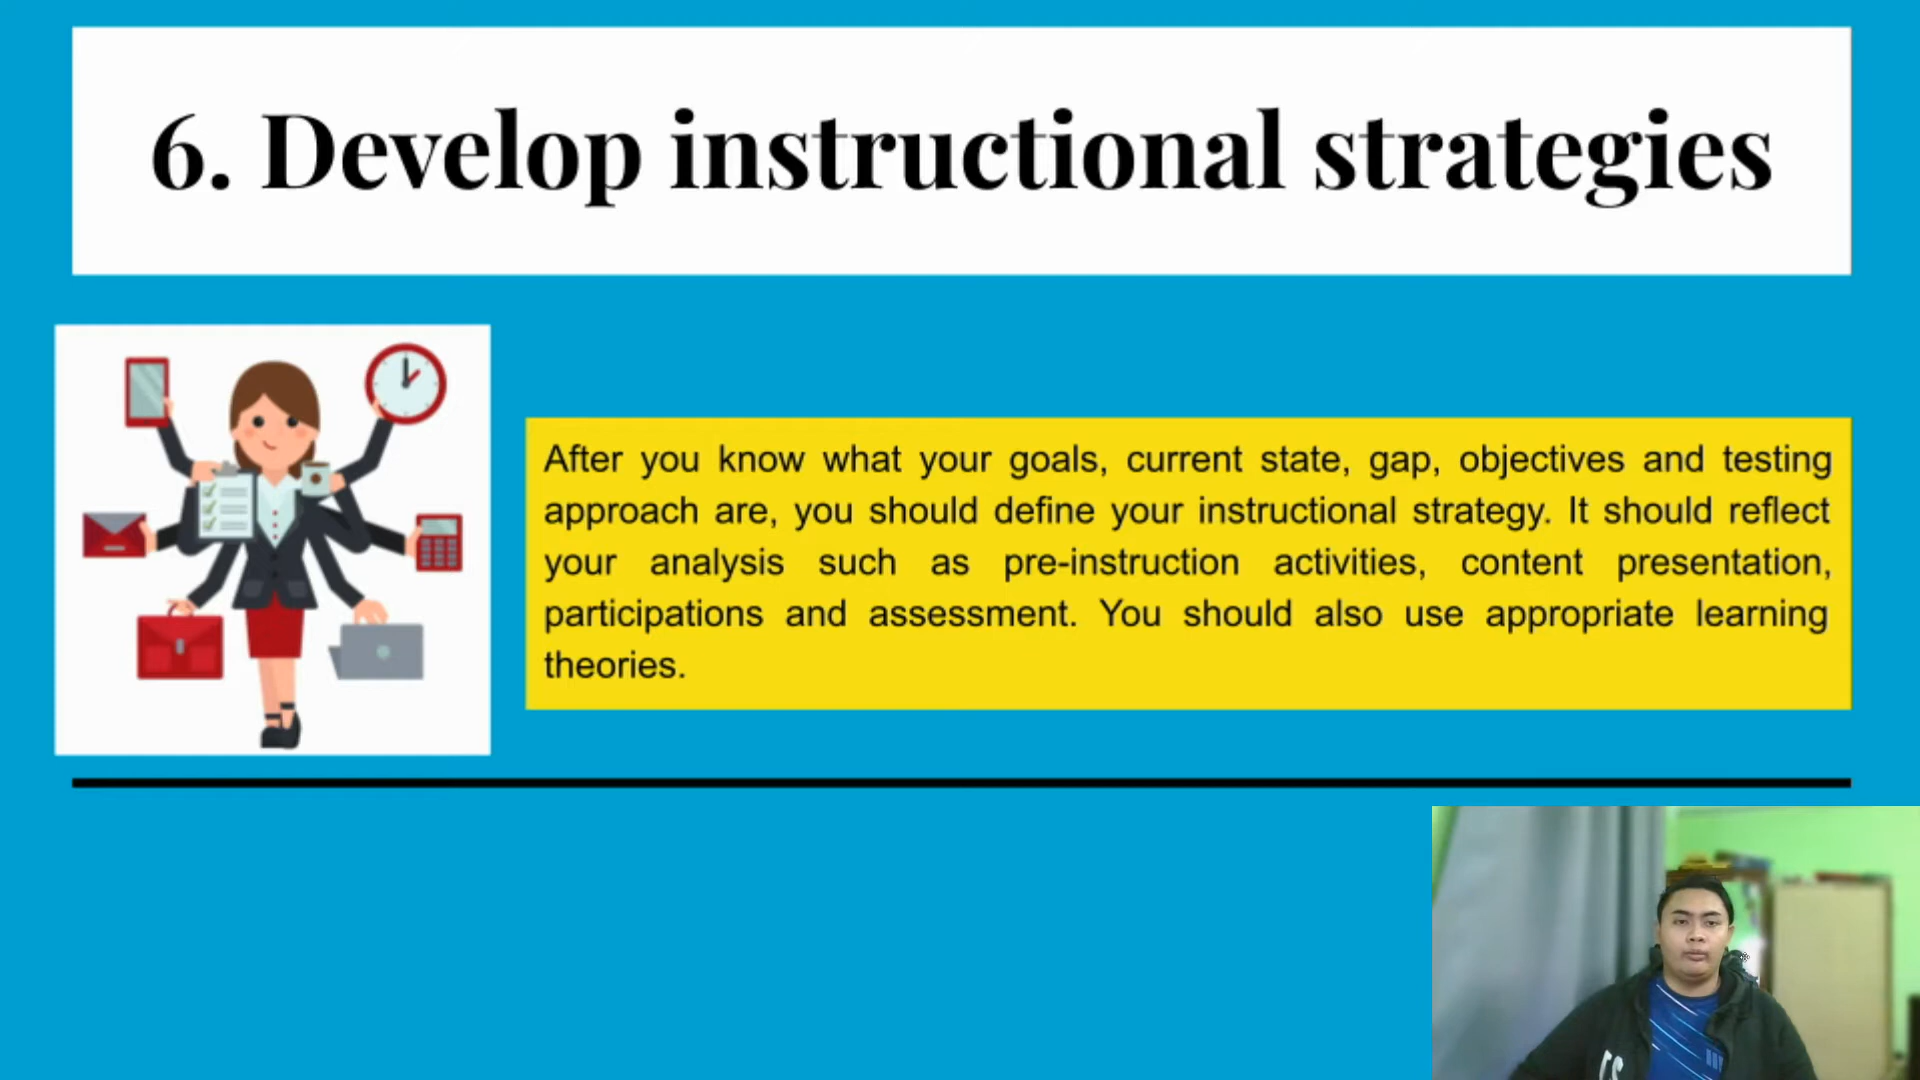 6. Develop instructional strategies
After you know what your goals, current state, gap, objectives and testing
approach are, you should define your instructional strategy. It should reflect
your analysis such as pre-instruction activities, content presentation,
participations and assessment. You should also use appropriate learning
theories.